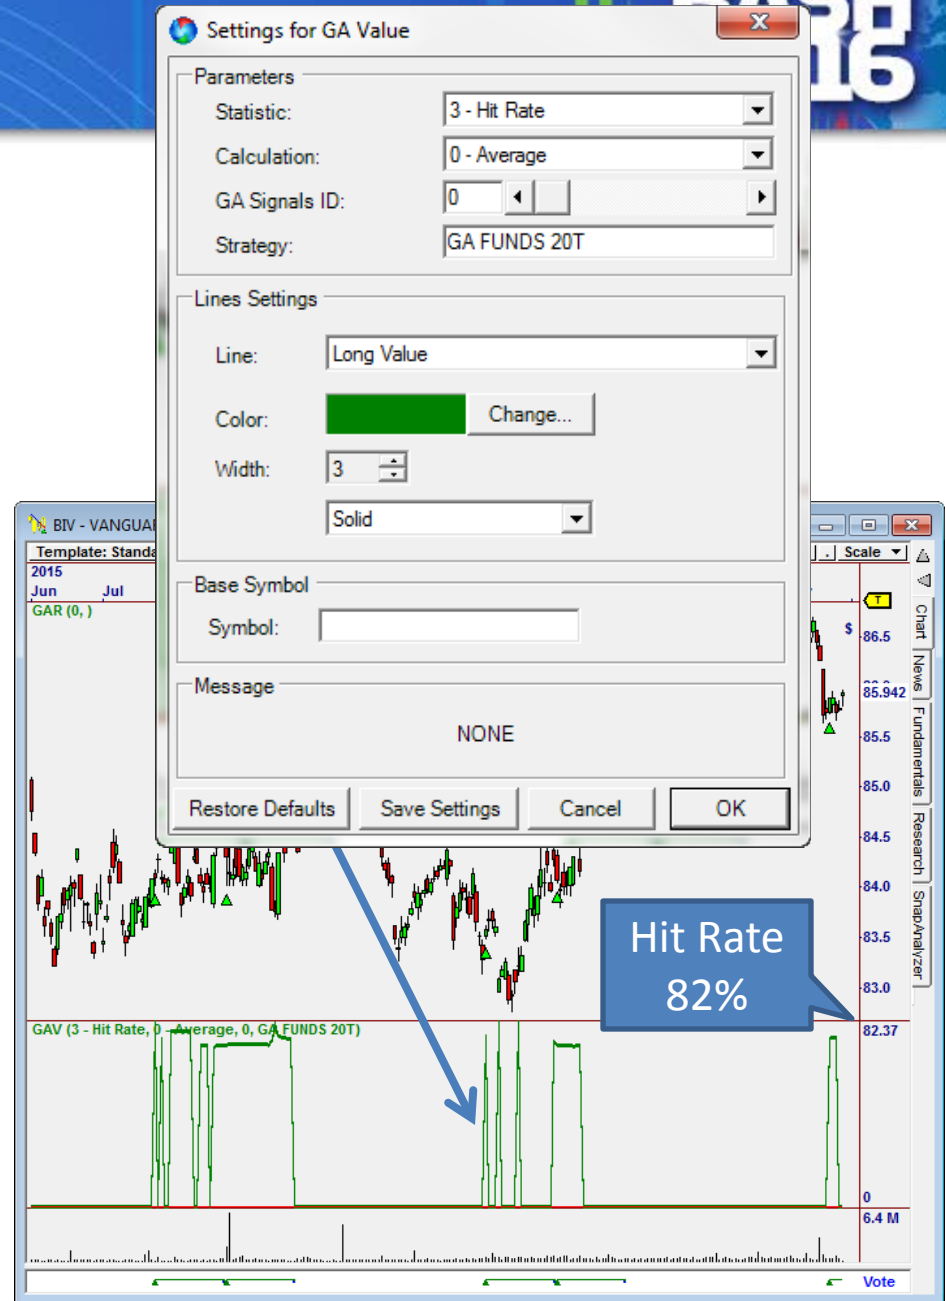 16
Settings for GA Value
Parameters
Statistic: 3 - Hit Rate
Calculation: 0 - Average
GA Signals ID: 0
Strategy: GA FUNDS 20T
Lines Settings
Line: Long Value
Color: Change...
Width: 3
Solid
Base Symbol
Symbol:
Message
NONE
Restore Defaults Save Settings Cancel OK
BIV - VANGUA
Template: Standa
. Scale
2015
Jun Jul
GAR (0, )
T
$
86.5
85.942
85.5
85.0
84.5
84.0
83.5
83.0
Chart
News
Fundamentals
Research
SnapAnalyzer
Hit Rate
82%
GAV (3 - Hit Rate, 0 - Average, 0, GA FUNDS 20T)
82.37
0
6.4 M
Vote